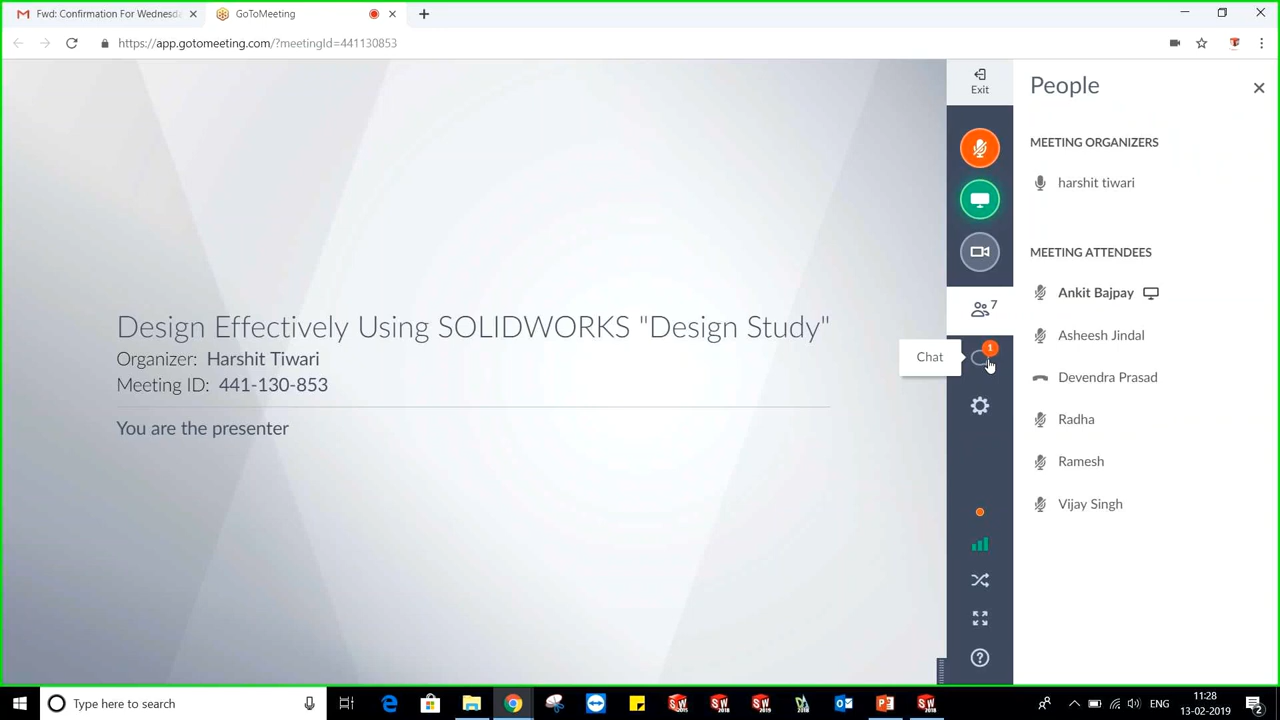 Fwd: Confirmation For Wednesda
GoToMeeting
https://app.gotomeeting.com/?meetingId=441130853
Exit
People
MEETING ORGANIZERS
harshit tiwari
MEETING ATTENDEES
Ankit Bajpay
Asheesh Jindal
Devendra Prasad
Radha
Ramesh
Vijay Singh
7
1
Chat
Design Effectively Using SOLIDWORKS "Design Study"
Organizer: Harshit Tiwari
Meeting ID: 441-130-853
You are the presenter
Type here to search
ENG
11:28
13-02-2019
2